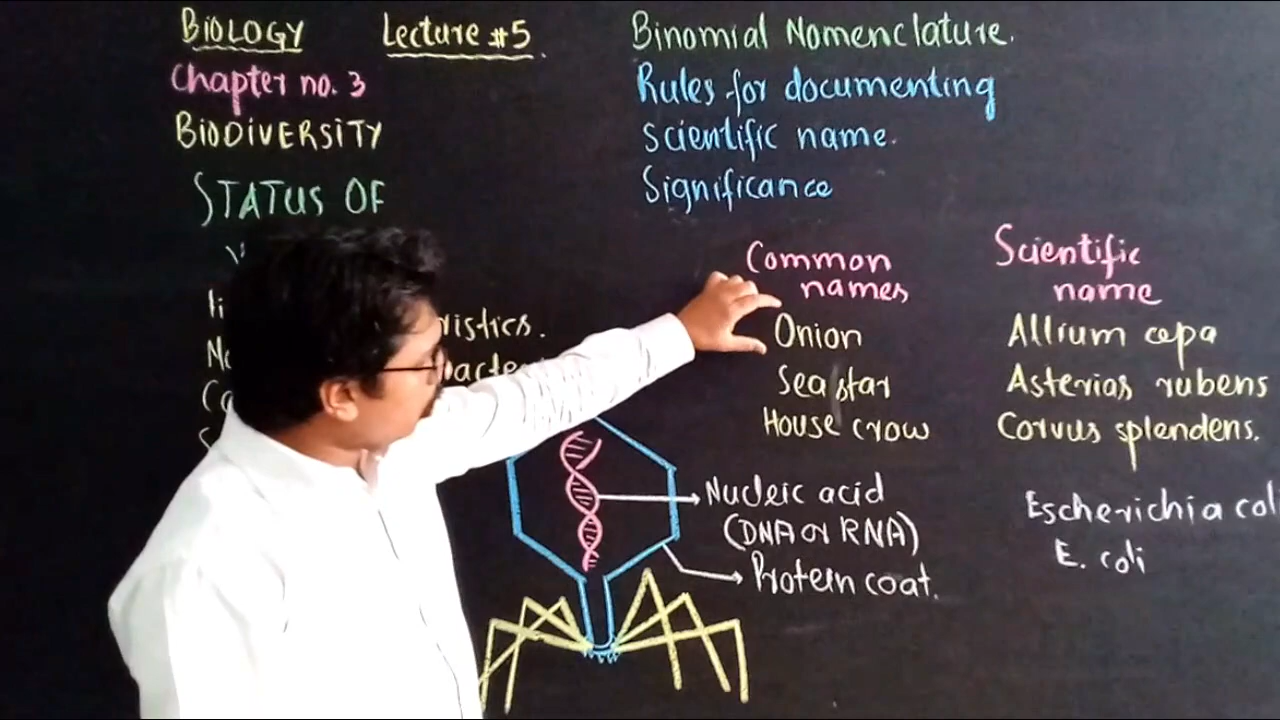 BIOLOGY Lecture #5.
Chapter no. 3
BIODIVERSITY
STATUS OF
Binomial Nomenclature.
Rules for documenting
scientific name.
Significance
Common
names
Scientific
name
Onion Allium cepa
Sea star Asterias rubens
House crow Corvus splendens.
Nucleic acid
(DNA or RNA)
Protein coat.
Escherichia col
E. coli